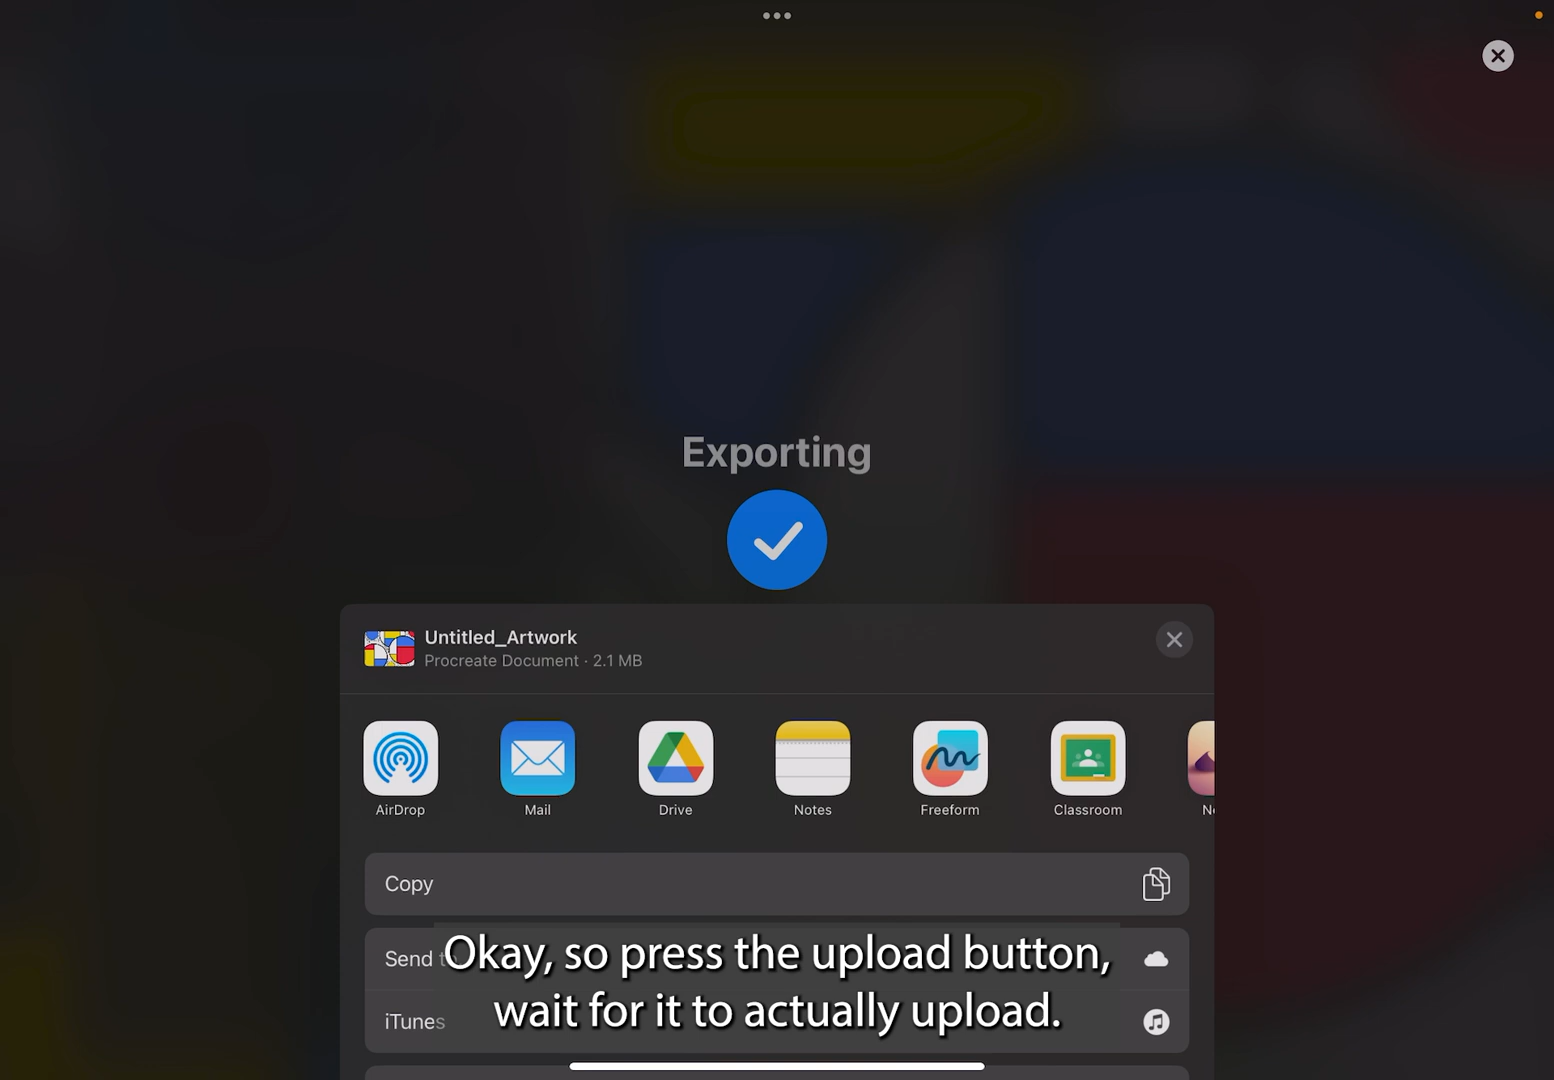 Exporting
Untitled_Artwork
Procreate Document · 2.1 MB
AirDrop
Mail
Drive
Notes
Freeform
Classroom
Copy
Send
iTunes
Okay, so press the upload button,
wait for it to actually upload.